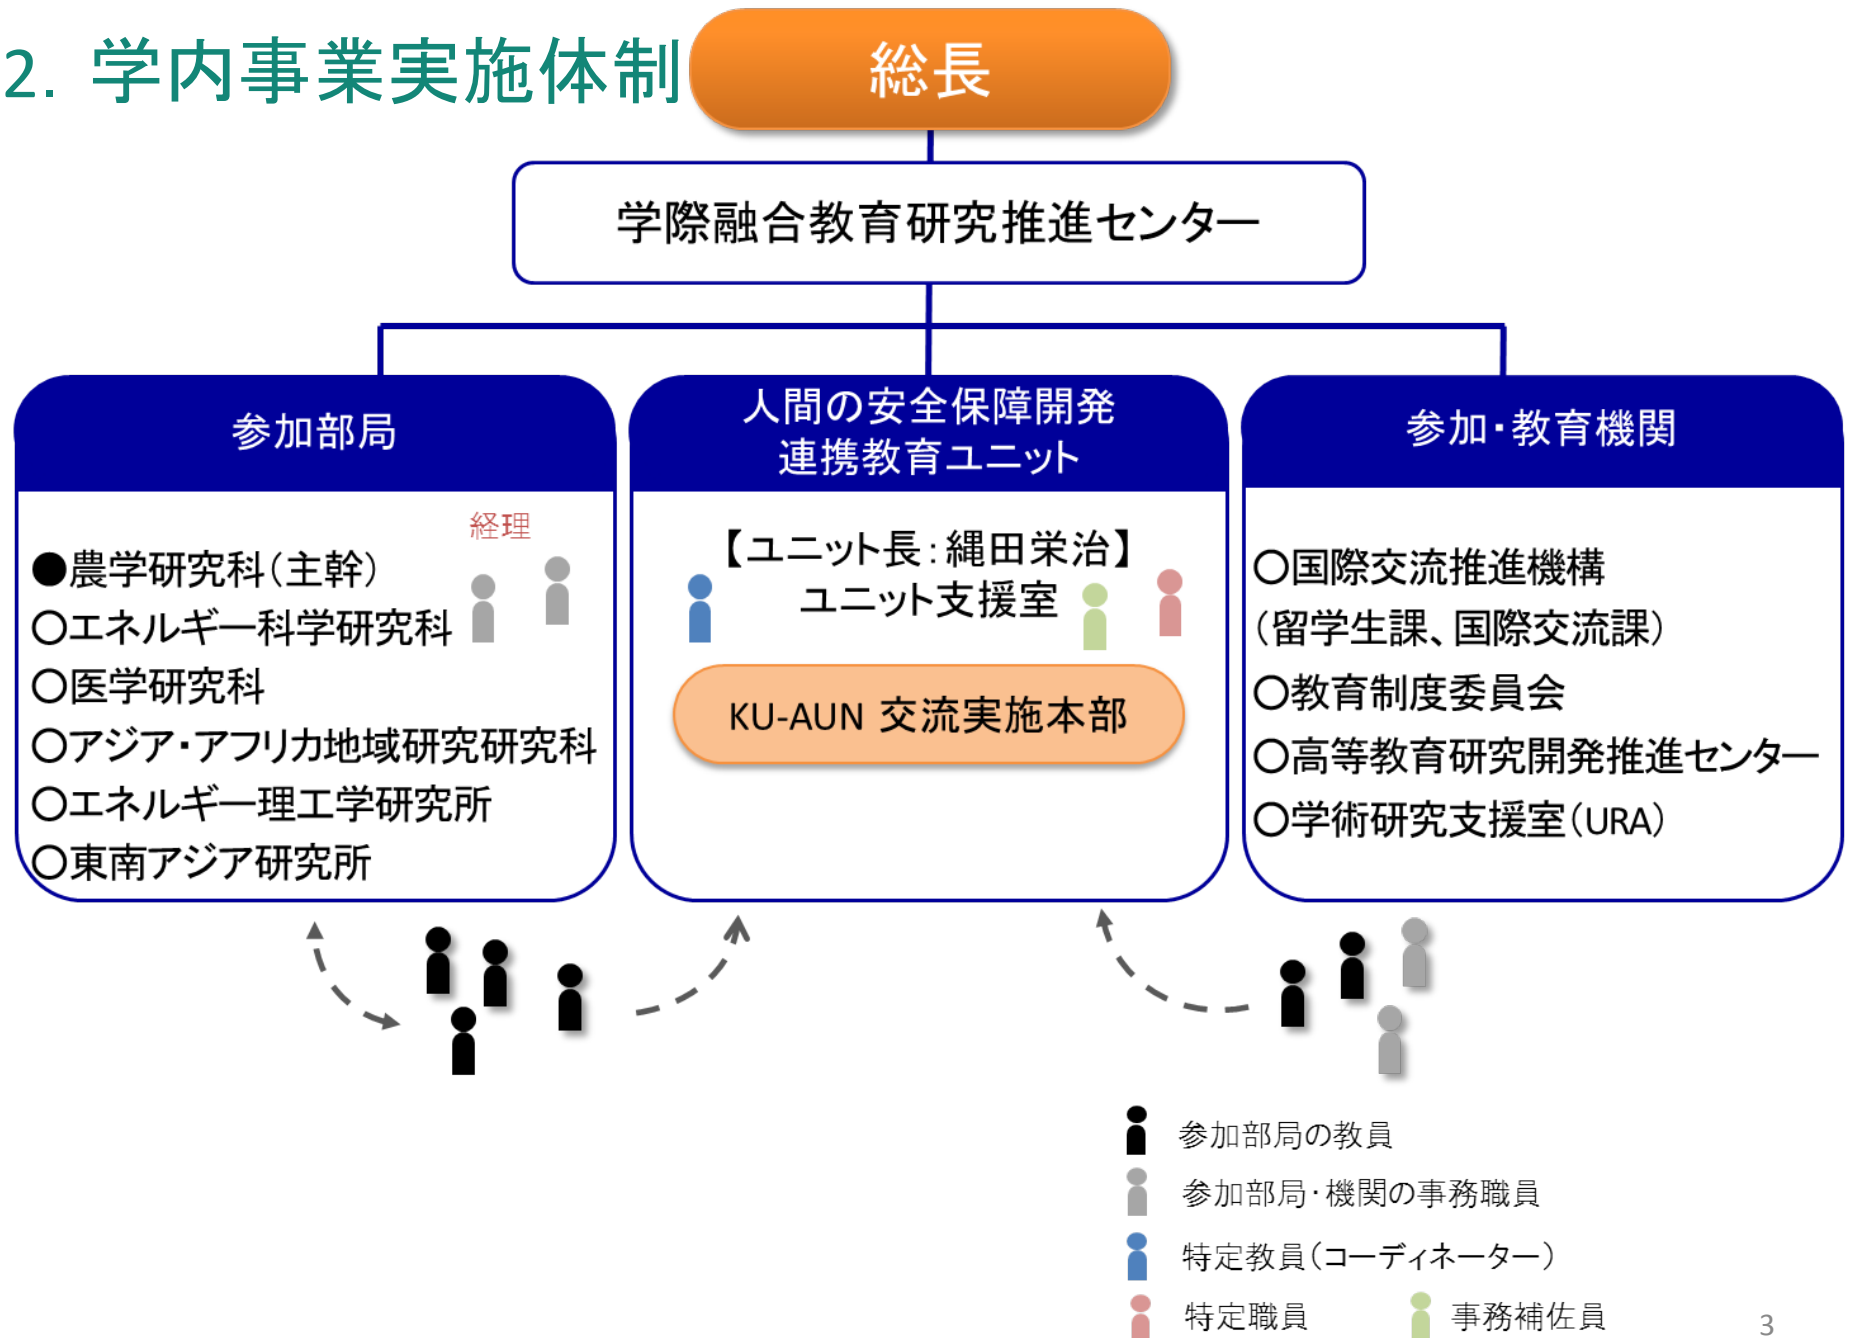 2. 学内事業実施体制
総長
学際融合教育研究推進センター
参加部局
経理
●農学研究科（主幹）
○エネルギー科学研究科
○医学研究科
○アジア・アフリカ地域研究研究科
○エネルギー理工学研究所
○東南アジア研究所
人間の安全保障開発
連携教育ユニット
【ユニット長：縄田栄治】
ユニット支援室
KU-AUN 交流実施本部
参加・教育機関
○国際交流推進機構
（留学生課、国際交流課）
○教育制度委員会
○高等教育研究開発推進センター
○学術研究支援室（URA）
参加部局の教員
参加部局・機関の事務職員
特定教員（コーディネーター）
特定職員
事務補佐員
3